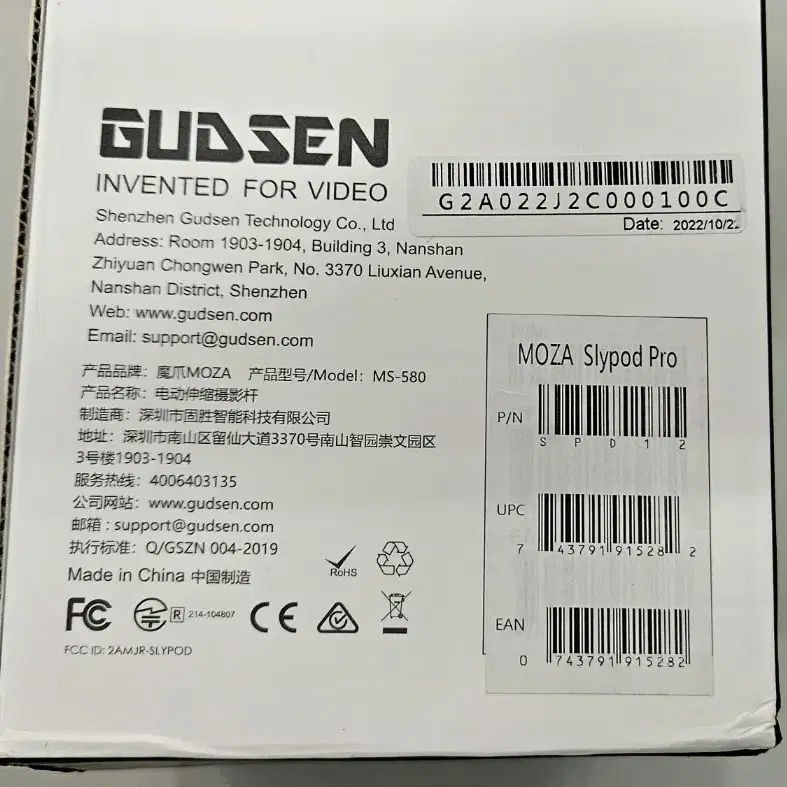 GUDSEN
INVENTED FOR VIDEO
Shenzhen Gudsen Technology Co., Ltd
Address: Room 1903-1904, Building 3, Nanshan
Zhiyuan Chongwen Park, No. 3370 Liuxian Avenue,
Nanshan District, Shenzhen
Web: www.gudsen.com
Email: support@gudsen.com
G2A022J2C000100C
Date: 2022/10/2
产品品牌：魔爪MOZA 产品型号/Model：MS-580
产品名称：电动伸缩摄影杆
制造商：深圳市固胜智能科技有限公司
地址：深圳市南山区留仙大道3370号南山智园崇文园区
3号楼1903-1904
服务热线：4006403135
公司网站：www.gudsen.com
邮箱：support@gudsen.com
执行标准：Q/GSZN 004-2019
Made in China 中国制造
RoHS
FC R 214-104807 CE
FCC ID: 2AMJR-SLYPOD
MOZA Slypod Pro
P/N
SPD12
UPC
7 43791 91528 2
EAN
0 743791 915282